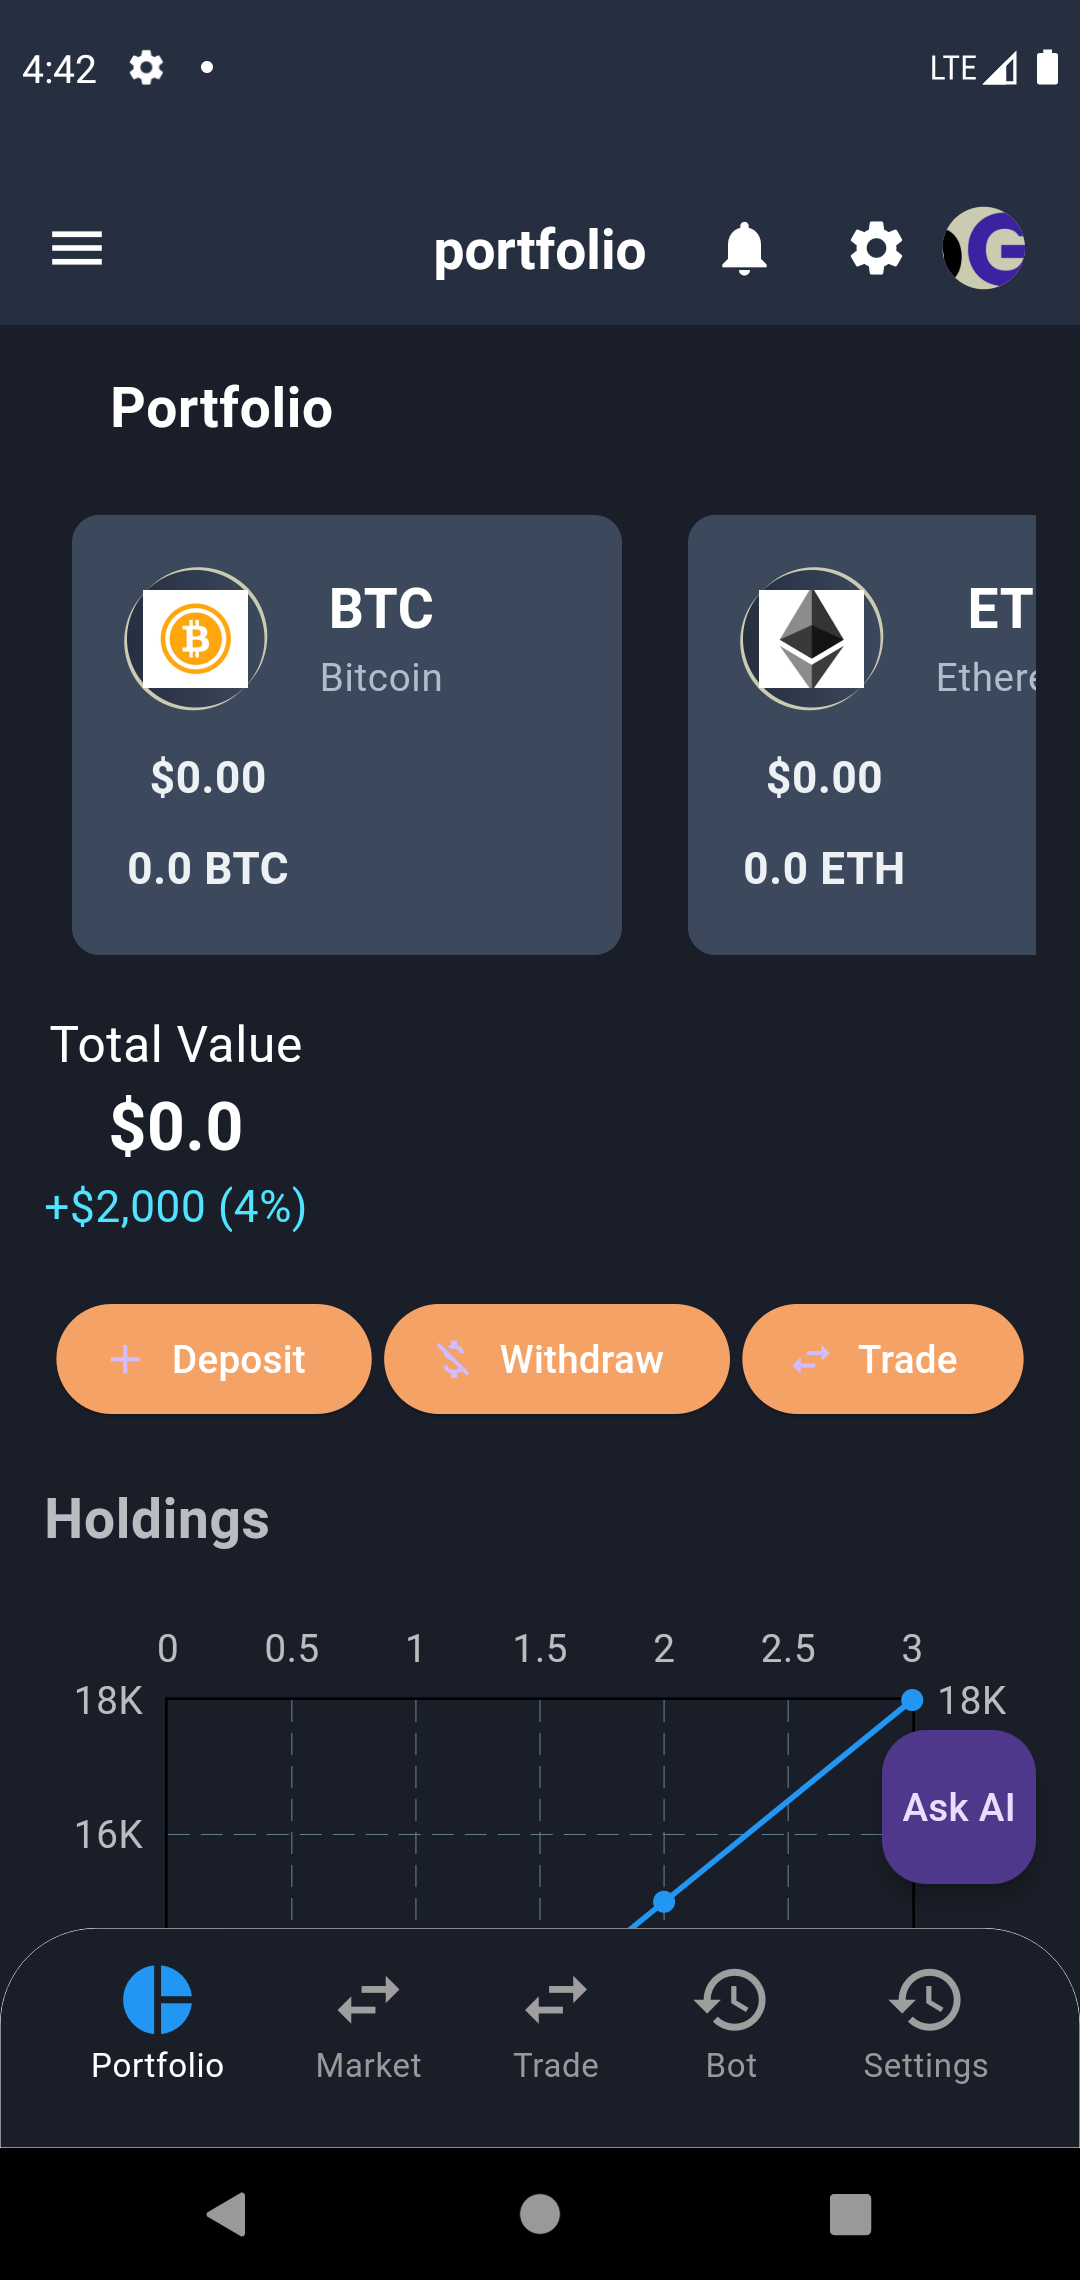 4:42 LTE
portfolio
Portfolio
BTC
Bitcoin
$0.00
0.0 BTC
ET
Ethere
$0.00
0.0 ETH
Total Value
$0.0
+$2,000 (4%)
Deposit Withdraw Trade
Holdings
0 0.5 1 1.5 2 2.5 3
18K 18K
Ask AI
16K
Portfolio Market Trade Bot Settings